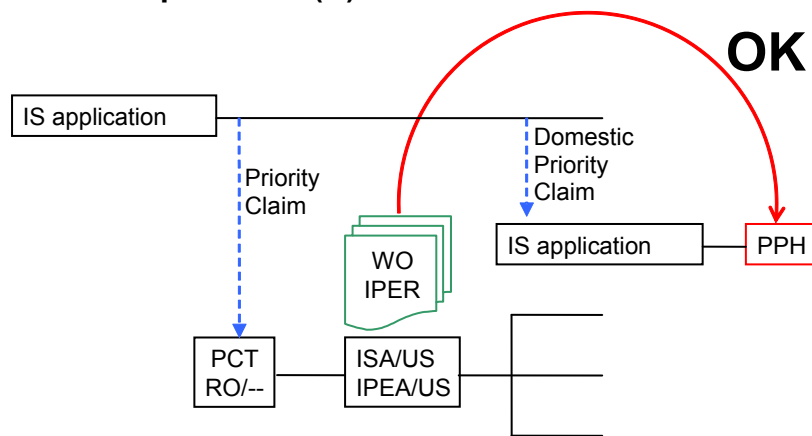 OK
IS application
Domestic
Priority
Claim
Priority
Claim
WO
IPER
IS application
PPH
PCT
RO/--
ISA/US
IPEA/US